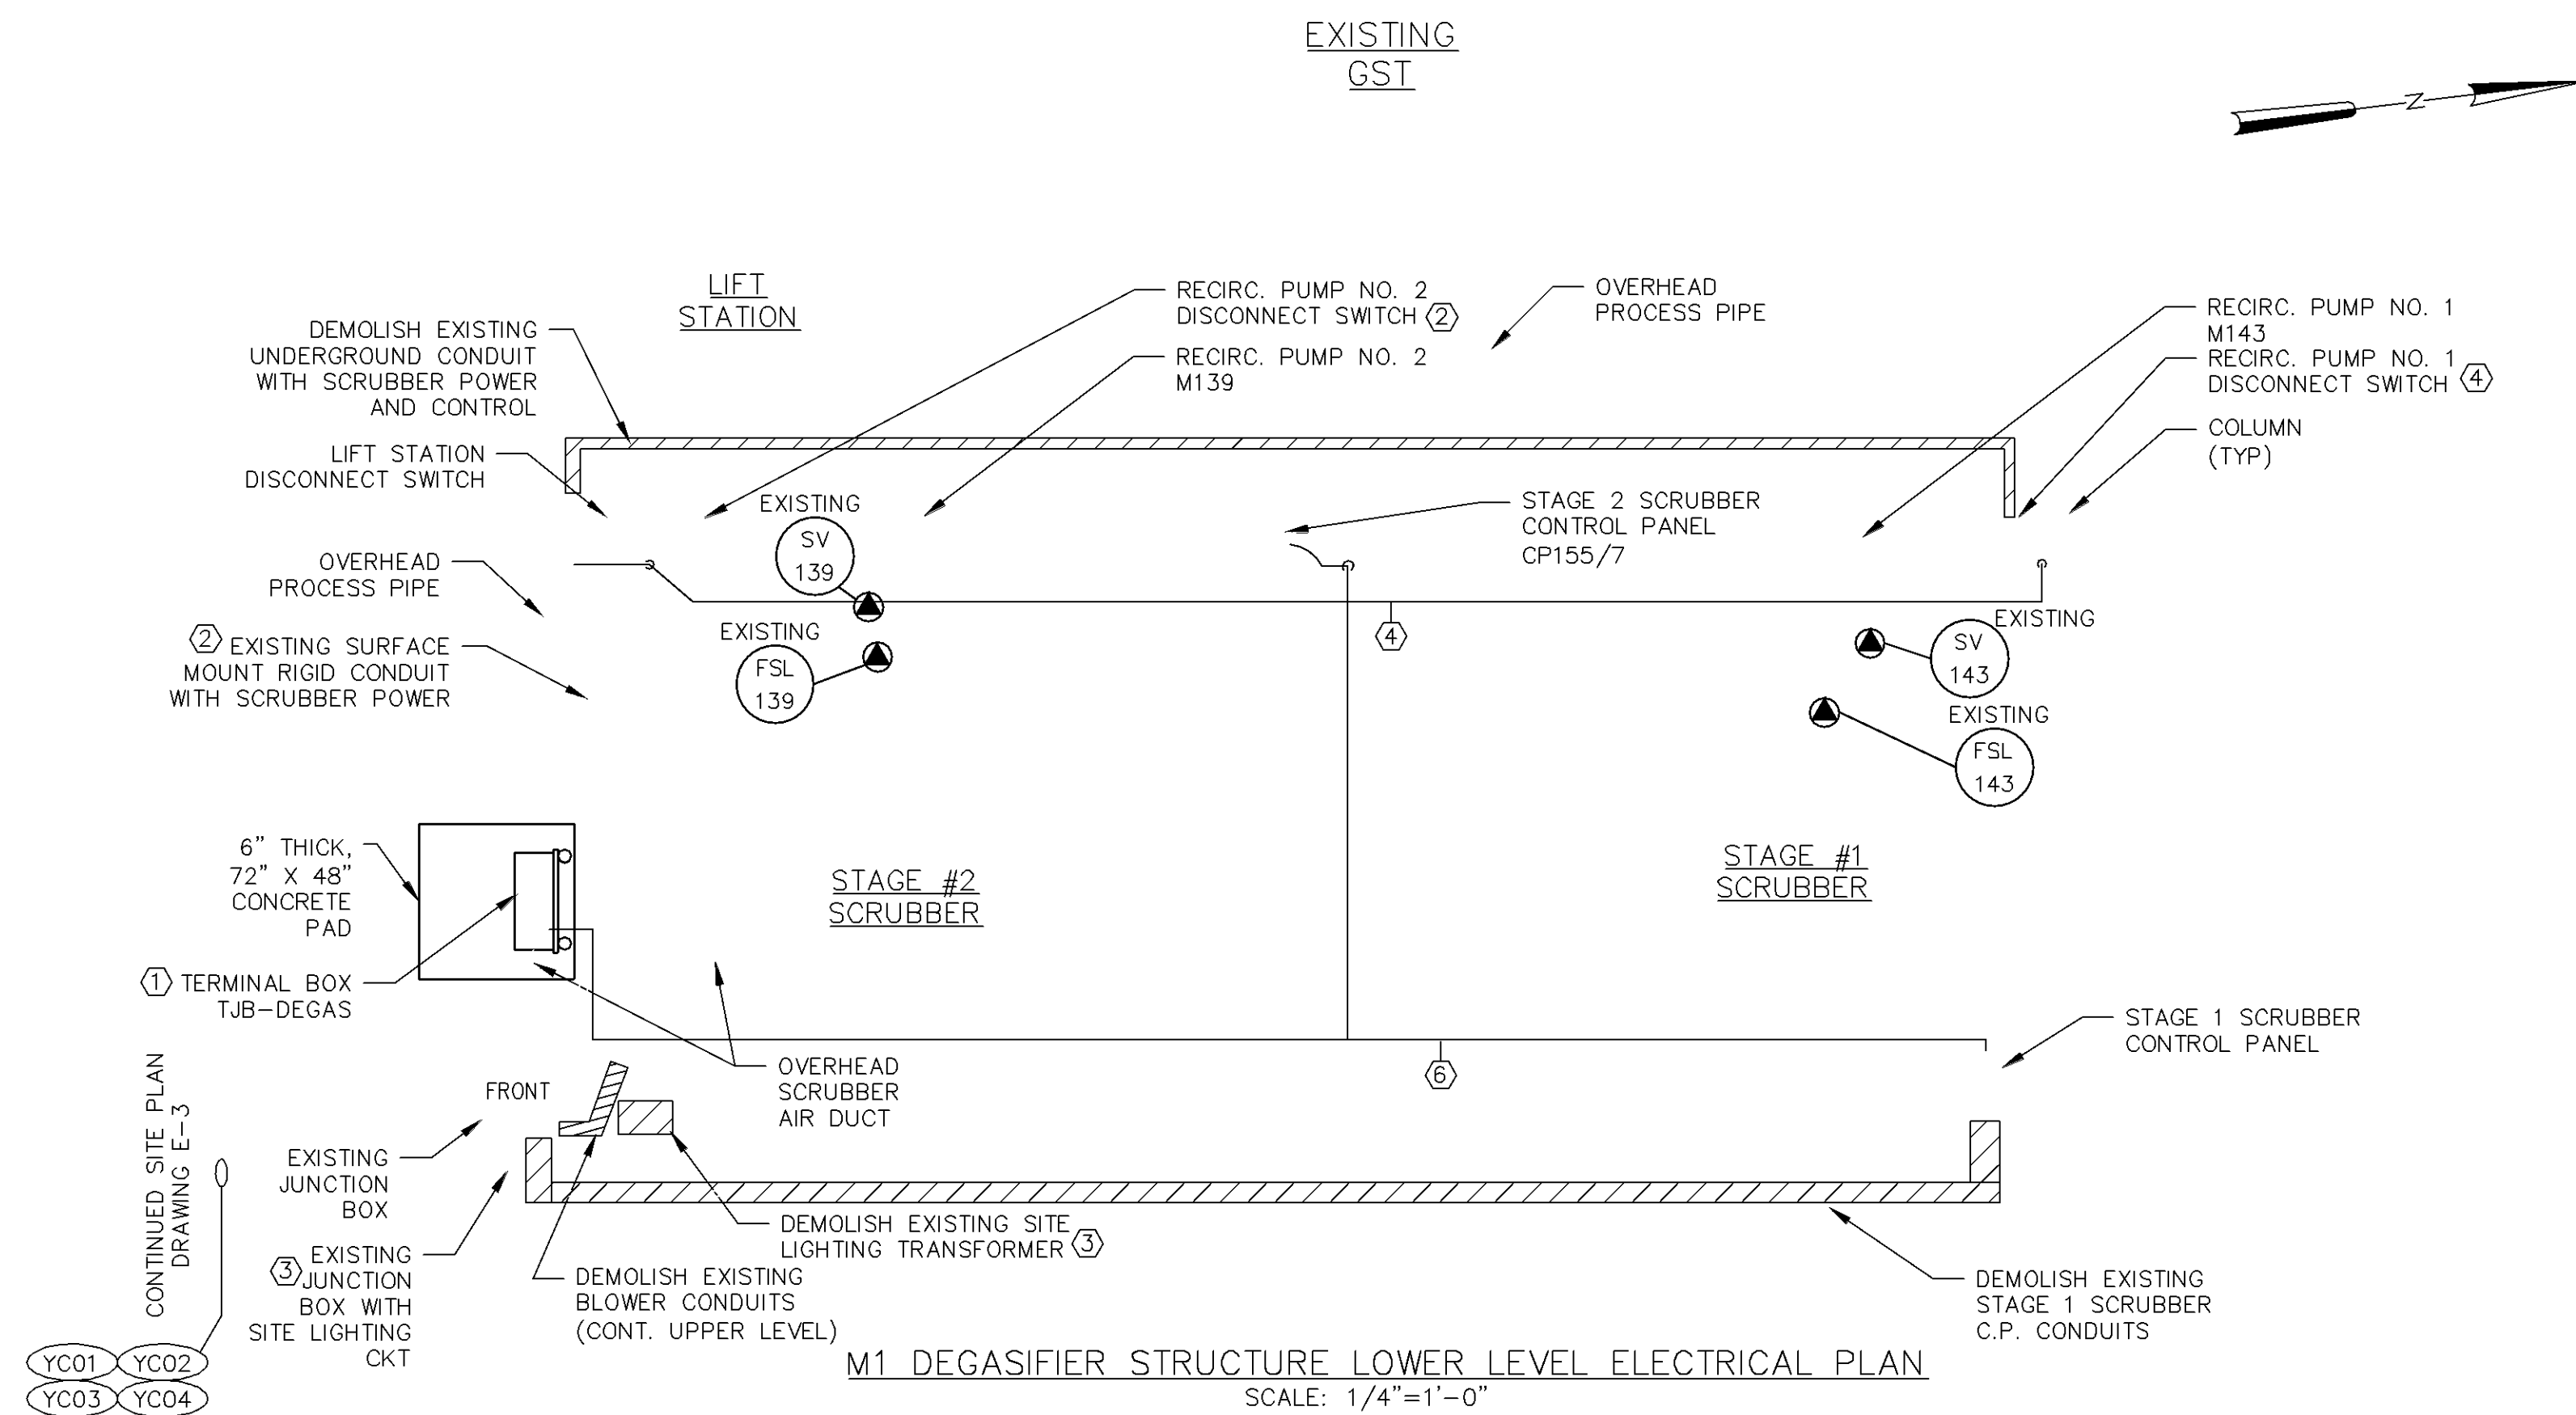 EXISTING
GST
N
LIFT
STATION
DEMOLISH EXISTING
UNDERGROUND CONDUIT
WITH SCRUBBER POWER
AND CONTROL
RECIRC. PUMP NO. 2
DISCONNECT SWITCH 2
RECIRC. PUMP NO. 2
M139
OVERHEAD
PROCESS PIPE
RECIRC. PUMP NO. 1
M143
RECIRC. PUMP NO. 1
DISCONNECT SWITCH 4
COLUMN
(TYP)
LIFT STATION
DISCONNECT SWITCH
EXISTING
SV
139
STAGE 2 SCRUBBER
CONTROL PANEL
CP155/7
OVERHEAD
PROCESS PIPE
2 EXISTING SURFACE
MOUNT RIGID CONDUIT
WITH SCRUBBER POWER
EXISTING
FSL
139
4
EXISTING
SV
143
EXISTING
FSL
143
6” THICK,
72” X 48”
CONCRETE
PAD
1 TERMINAL BOX
TJB-DEGAS
STAGE #2
SCRUBBER
STAGE #1
SCRUBBER
STAGE 1 SCRUBBER
CONTROL PANEL
OVERHEAD
SCRUBBER
AIR DUCT
6
FRONT
CONTINUED SITE PLAN
DRAWING E-3
EXISTING
JUNCTION
BOX
3 EXISTING
JUNCTION
BOX WITH
SITE LIGHTING
CKT
DEMOLISH EXISTING SITE
LIGHTING TRANSFORMER 3
DEMOLISH EXISTING
BLOWER CONDUITS
(CONT. UPPER LEVEL)
DEMOLISH EXISTING
STAGE 1 SCRUBBER
C.P. CONDUITS
YC01 YC02
YC03 YC04
M1 DEGASIFIER STRUCTURE LOWER LEVEL ELECTRICAL PLAN
SCALE: 1/4”=1’-0”